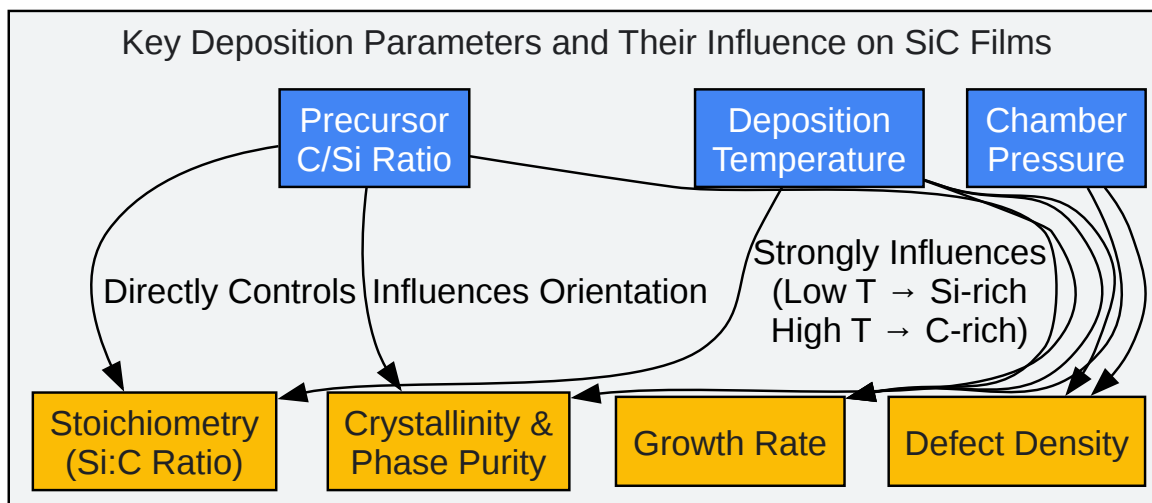 Key Deposition Parameters and Their Influence on SiC Films
Precursor
C/Si Ratio
Deposition
Temperature
Chamber
Pressure
Directly Controls
Influences Orientation
Strongly Influences
(Low T → Si-rich
High T → C-rich)
Stoichiometry
(Si:C Ratio)
Crystallinity &
Phase Purity
Growth Rate
Defect Density